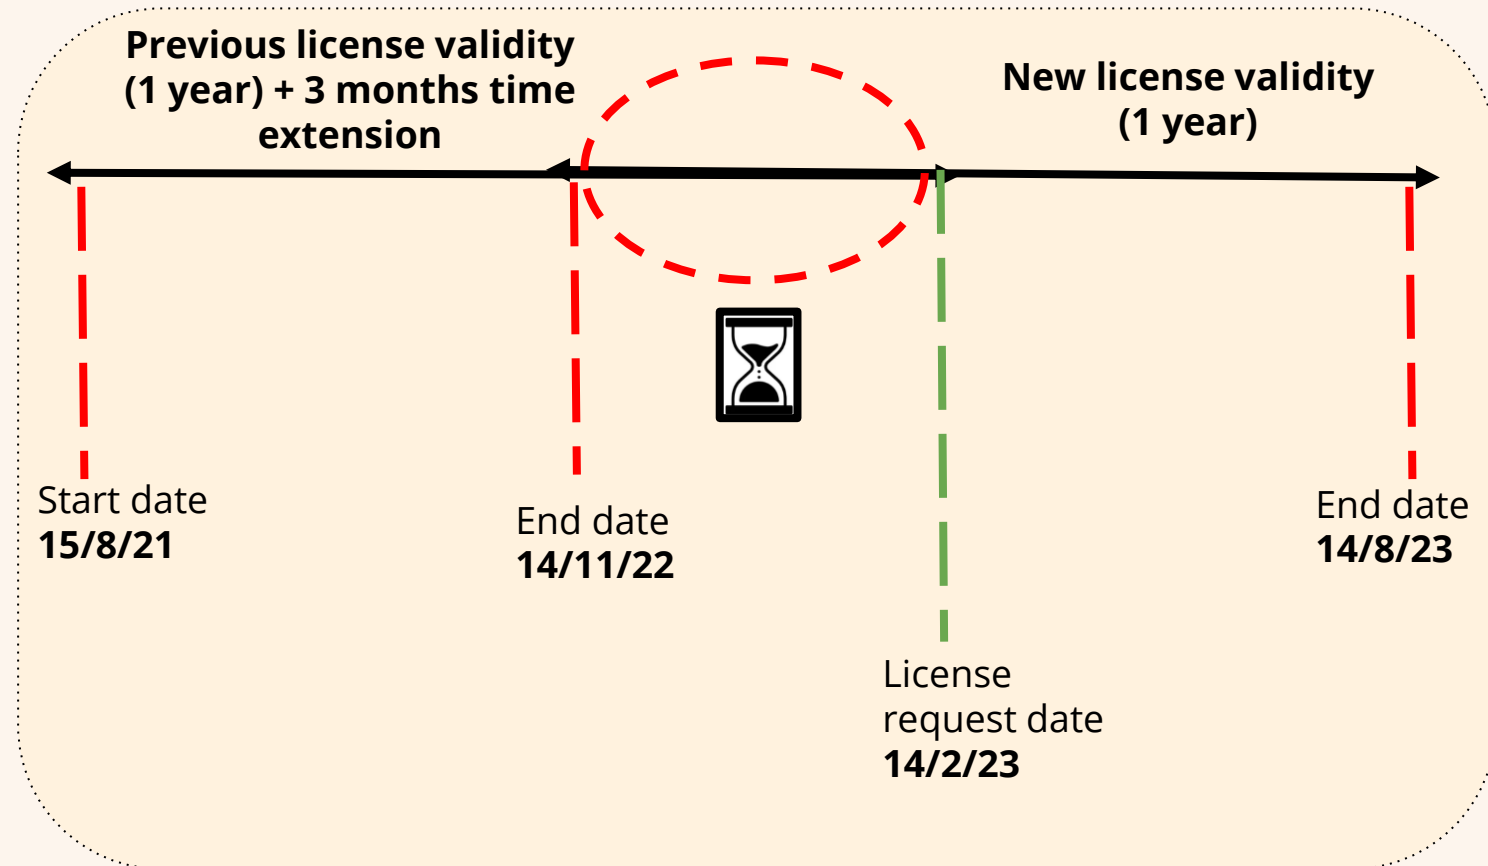 Previous license validity
(1 year) + 3 months time
extension
New license validity
(1 year)
Start date
15/8/21
End date
14/11/22
License
request date
14/2/23
End date
14/8/23